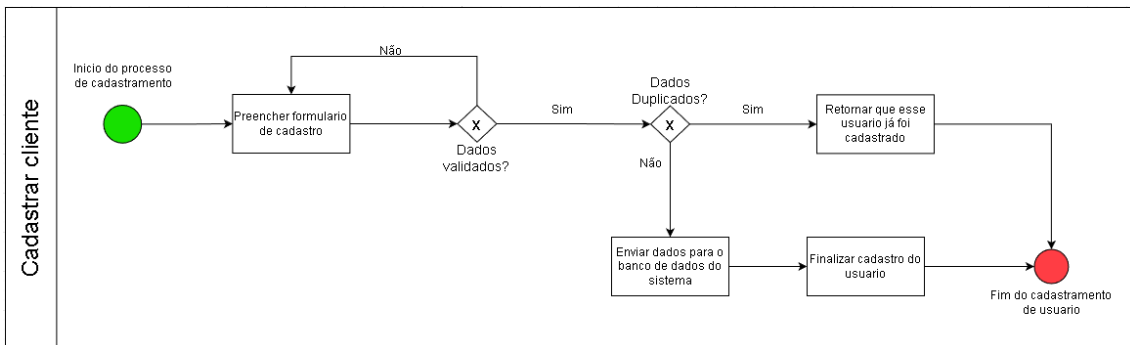 Cadastrar cliente
Inicio do processo
de cadastramento
Preencher formulario
de cadastro
Não
X
Dados
validados?
Sim
Dados
Duplicados?
X
Sim
Retornar que esse
usuario já foi
cadastrado
Não
Enviar dados para o
banco de dados do
sistema
Finalizar cadastro do
usuario
Fim do cadastramento
de usuario